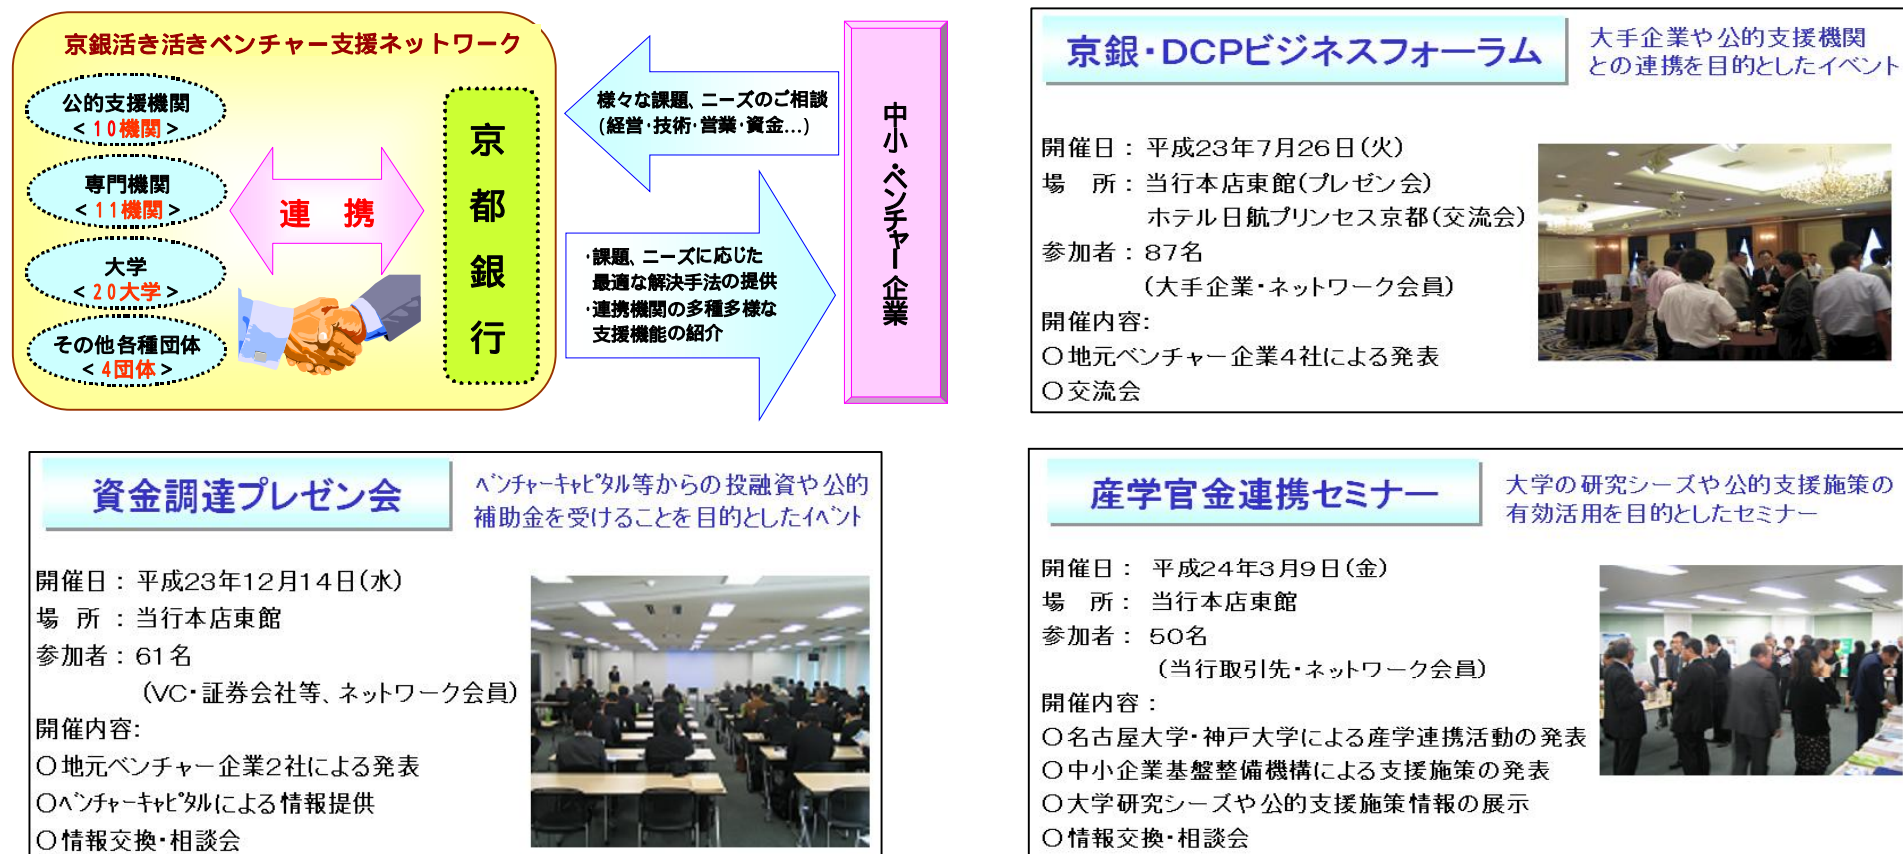 京銀活き活きベンチャー支援ネットワーク
公的支援機関
<10機関>
専門機関
<11機関>
大学
<20大学>
その他各種団体
<4団体>
連 携
京都銀行
様々な課題、ニーズのご相談
(経営・技術・営業・資金...)
・課題、ニーズに応じた
最適な解決手法の提供
・連携機関の多種多様な
支援機能の紹介
中小・ベンチャー企業
京銀・DCPビジネスフォーラム
大手企業や公的支援機関
との連携を目的としたイベント
開催日：平成23年7月26日(火)
場 所：当行本店東館(プレゼン会)
ホテル日航プリンセス京都(交流会)
参加者：87名
(大手企業・ネットワーク会員)
開催内容:
○地元ベンチャー企業4社による発表
○交流会
資金調達プレゼン会
ﾍﾞﾝﾁｬｰｷｬﾋﾟﾀﾙ等からの投融資や公的
補助金を受けることを目的としたｲﾍﾞﾝﾄ
開催日：平成23年12月14日(水)
場 所：当行本店東館
参加者：61名
(VC・証券会社等、ネットワーク会員)
開催内容:
○地元ベンチャー企業2社による発表
○ﾍﾞﾝﾁｬｰｷｬﾋﾟﾀﾙによる情報提供
○情報交換・相談会
産学官金連携セミナー
大学の研究シーズや公的支援施策の
有効活用を目的としたセミナー
開催日： 平成24年3月9日(金)
場 所： 当行本店東館
参加者： 50名
(当行取引先・ネットワーク会員)
開催内容：
○名古屋大学・神戸大学による産学連携活動の発表
○中小企業基盤整備機構による支援施策の発表
○大学研究シーズや公的支援施策情報の展示
○情報交換・相談会